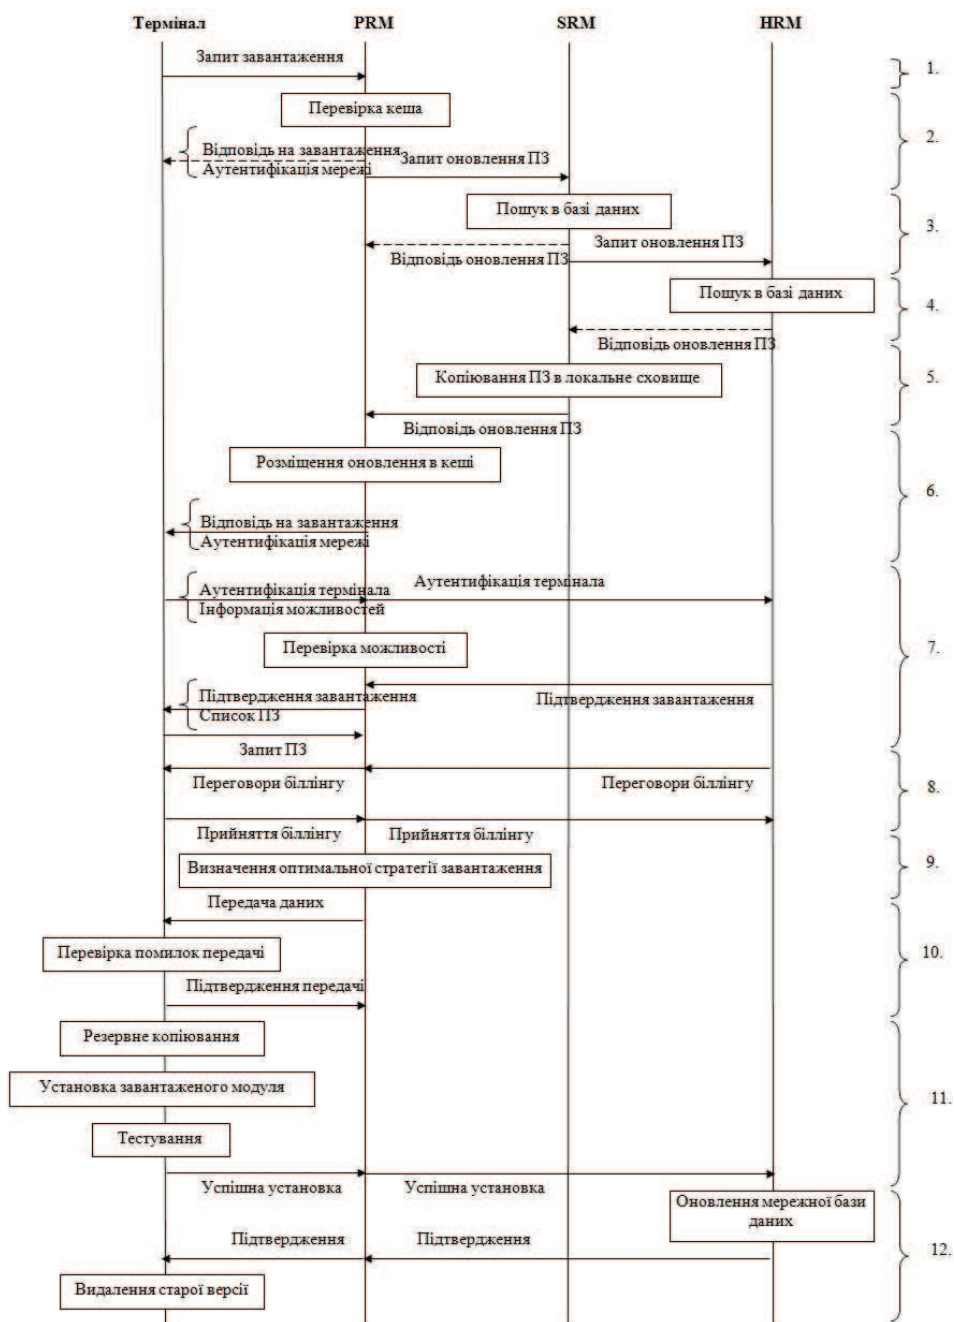 Термінал PRM SRM HRM
Запит завантаження
1.
Перевірка кеша
2.
Відповідь на завантаження
Запит оновлення ПЗ
Аутентифікація мережі
Пошук в базі даних
3.
Запит оновлення ПЗ
Відповідь оновлення ПЗ
Пошук в базі даних
4.
Відповідь оновлення ПЗ
Копіювання ПЗ в локальне сховище
5.
Відповідь оновлення ПЗ
Розміщення оновлення в кеші
6.
Відповідь на завантаження
Аутентифікація мережі
Аутентифікація термінала
Аутентифікація термінала
Інформація можливостей
Перевірка можливості
7.
Підтвердження завантаження
Підтвердження завантаження
Список ПЗ
Запит ПЗ
Переговори біллінгу
Переговори біллінгу
8.
Прийняття біллінгу
Прийняття біллінгу
9.
Визначення оптимальної стратегії завантаження
Передача даних
Перевірка помилок передачі
10.
Підтвердження передачі
Резервне копіювання
Установка завантаженого модуля
11.
Тестування
Успішна установка
Успішна установка
Оновлення мережної бази
даних
Підтвердження
Підтвердження
12.
Видалення старої версії